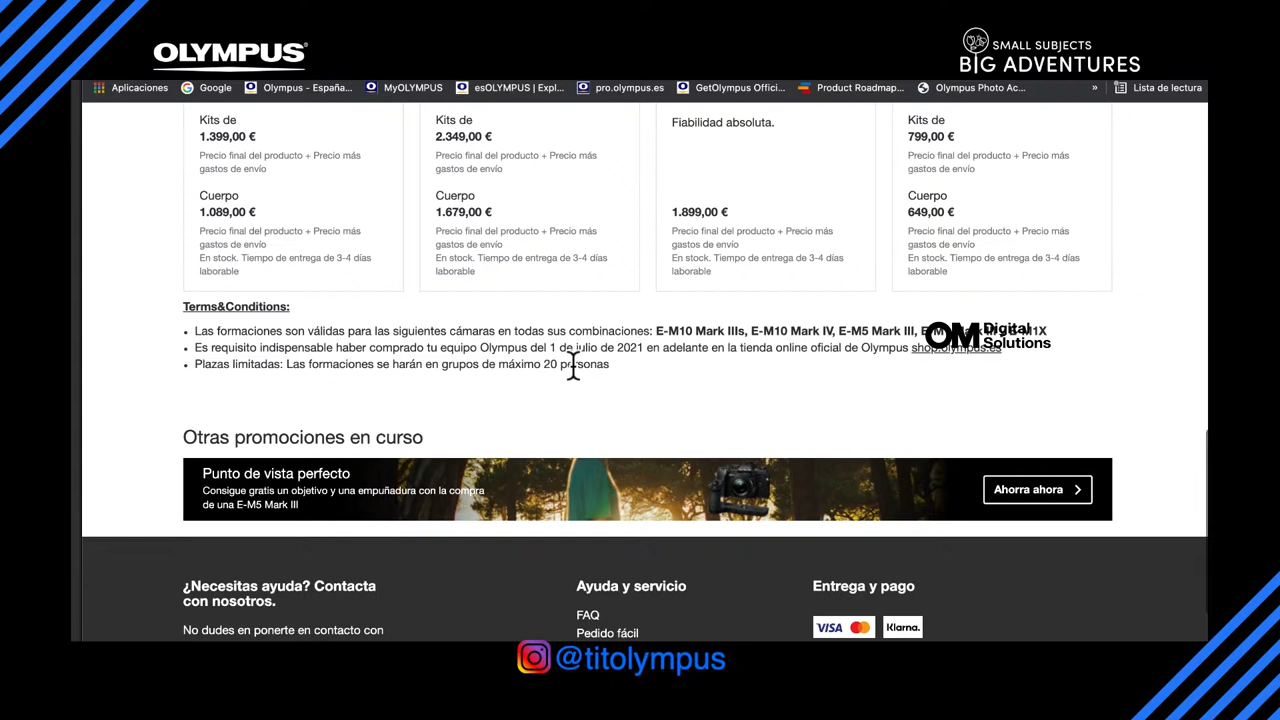 OLYMPUS
SMALL SUBJECTS
BIG ADVENTURES
Aplicaciones Google Olympus - España... MyOLYMPUS esOLYMPUS | Expl... pro.olympus.es GetOlympus Offici... Product Roadmap... Olympus Photo Ac... » Lista de lectura
Kits de
1.399,00 €
Precio final del producto + Precio más
gastos de envío
Cuerpo
1.089,00 €
Precio final del producto + Precio más
gastos de envío
En stock. Tiempo de entrega de 3-4 días
laborable
Kits de
2.349,00 €
Precio final del producto + Precio más
gastos de envío
Cuerpo
1.679,00 €
Precio final del producto + Precio más
gastos de envío
En stock. Tiempo de entrega de 3-4 días
laborable
Fiabilidad absoluta.
1.899,00 €
Precio final del producto + Precio más
gastos de envío
En stock. Tiempo de entrega de 3-4 días
laborable
Kits de
799,00 €
Precio final del producto + Precio más
gastos de envío
Cuerpo
649,00 €
Precio final del producto + Precio más
gastos de envío
En stock. Tiempo de entrega de 3-4 días
laborable
Terms&Conditions:
• Las formaciones son válidas para las siguientes cámaras en todas sus combinaciones: E-M10 Mark IIIs, E-M10 Mark IV, E-M5 Mark III,
• Es requisito indispensable haber comprado tu equipo Olympus del 1 de julio de 2021 en adelante en la tienda online oficial de Olympus shop.olympus.es
• Plazas limitadas: Las formaciones se harán en grupos de máximo 20 personas
OM Digital
Solutions
Otras promociones en curso
Punto de vista perfecto
Consigue gratis un objetivo y una empuñadura con la compra
de una E-M5 Mark III
Ahorra ahora
¿Necesitas ayuda? Contacta
con nosotros.
No dudes en ponerte en contacto con
Ayuda y servicio
FAQ
Pedido fácil
Entrega y pago
VISA Klarna.
@titolympus